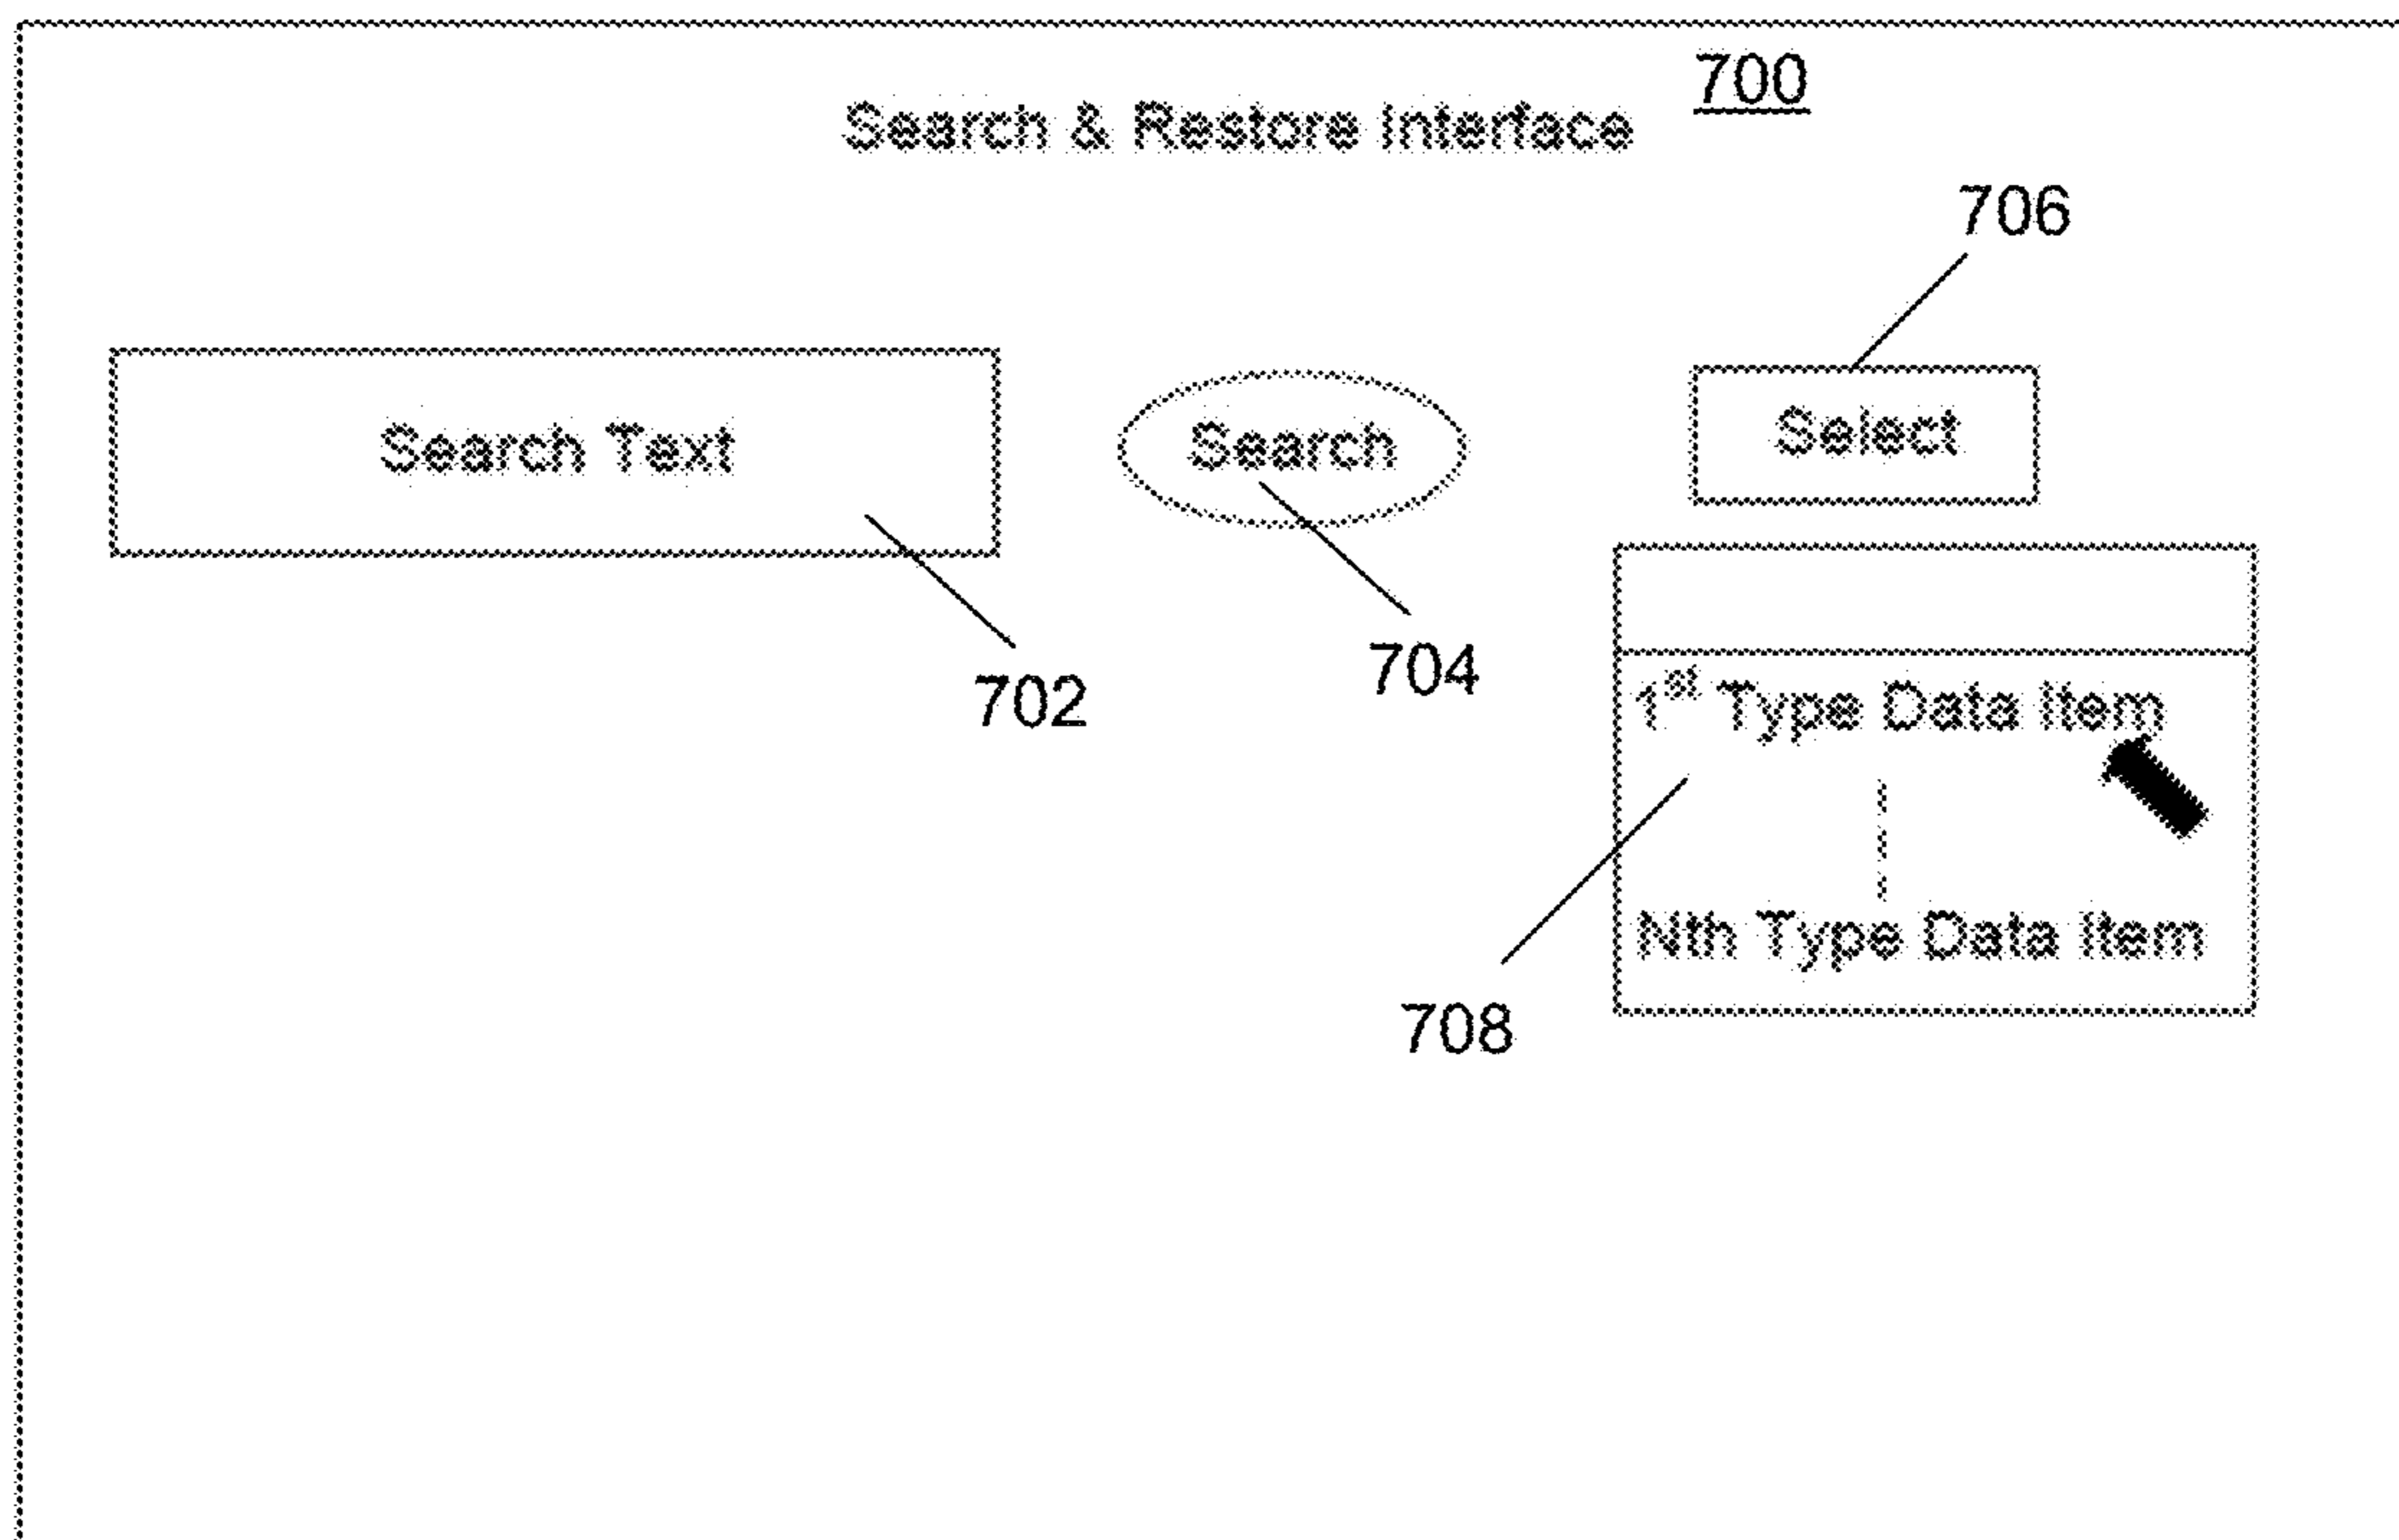 700
Search & Restore Interface
706
Search Text
Search
Select
702
704
1st Type Data Item
Nth Type Data Item
708